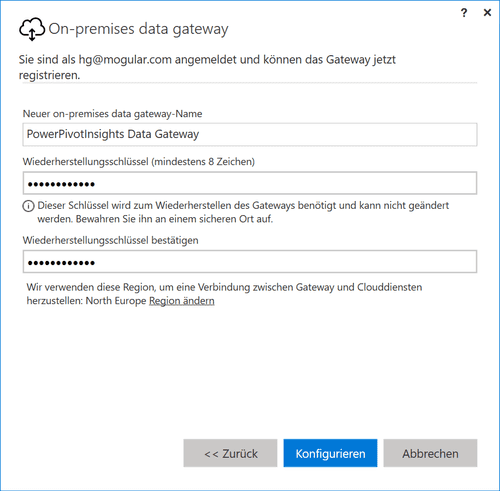 ? ×
On-premises data gateway
Sie sind als hg@mogular.com angemeldet und können das Gateway jetzt
registrieren.
Neuer on-premises data gateway-Name
PowerPivotInsights Data Gateway
Wiederherstellungsschlüssel (mindestens 8 Zeichen)
••••••••••••
Dieser Schlüssel wird zum Wiederherstellen des Gateways benötigt und kann nicht geändert
werden. Bewahren Sie ihn an einem sicheren Ort auf.
Wiederherstellungsschlüssel bestätigen
••••••••••••
Wir verwenden diese Region, um eine Verbindung zwischen Gateway und Clouddiensten
herzustellen: North Europe Region ändern
<< Zurück Konfigurieren Abbrechen